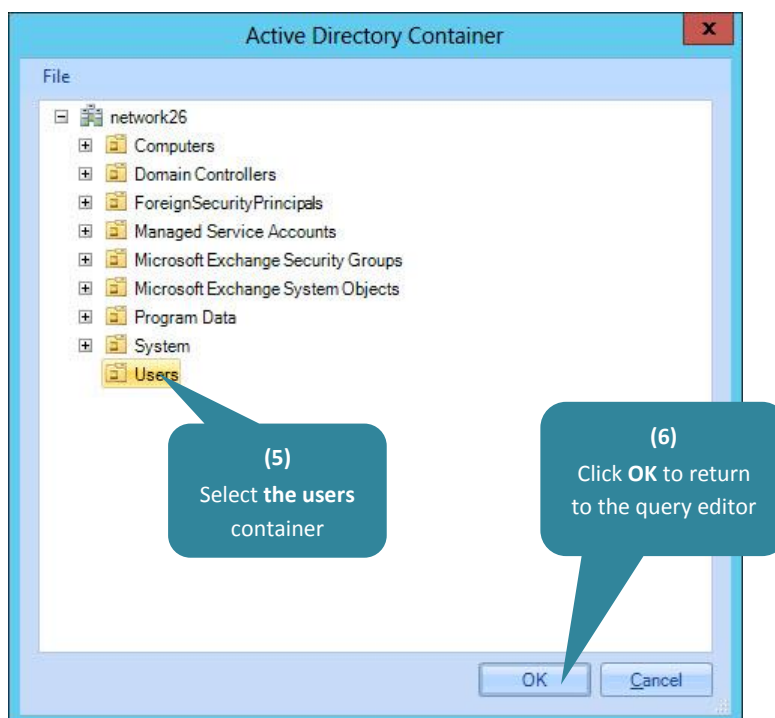 Active Directory Container
x
File
network26
Computers
Domain Controllers
ForeignSecurityPrincipals
Managed Service Accounts
Microsoft Exchange Security Groups
Microsoft Exchange System Objects
Program Data
System
Users
(5)
Select the users
container
(6)
Click OK to return
to the query editor
OK
Cancel